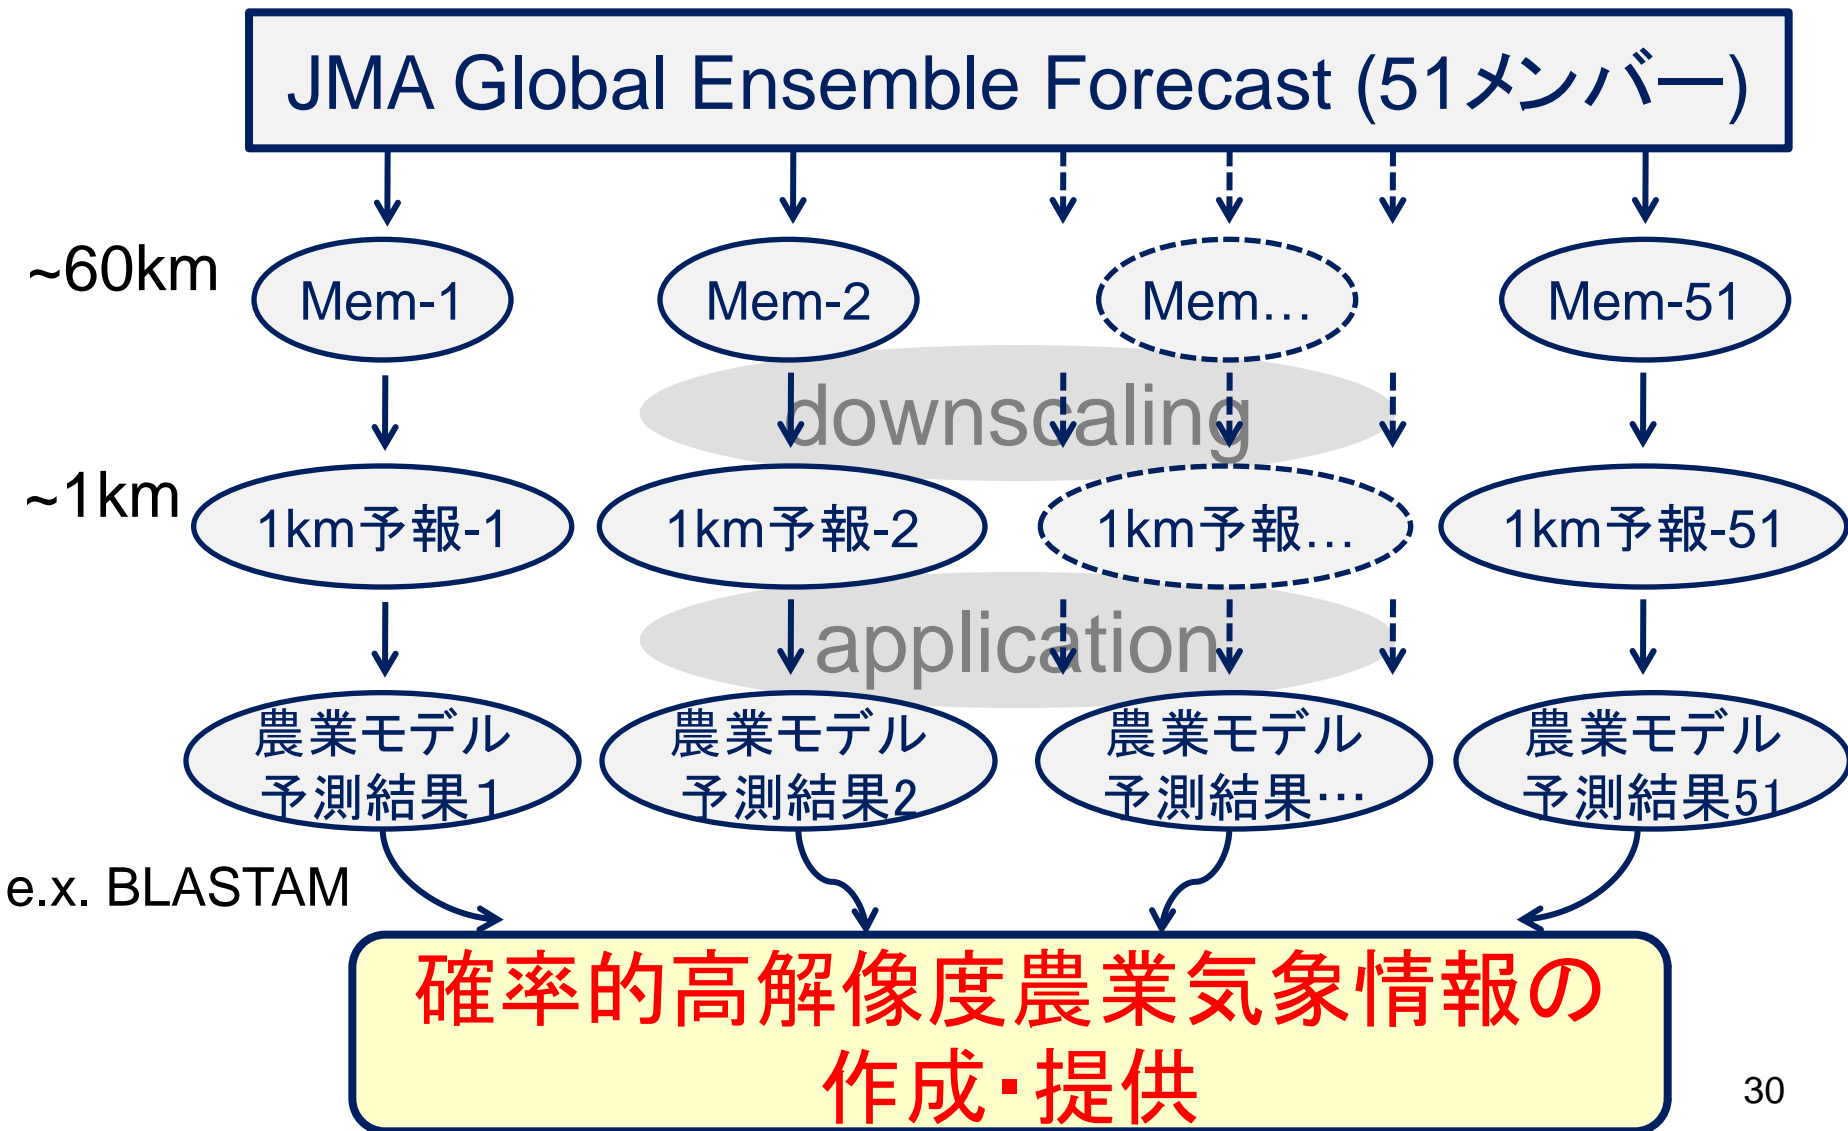 JMA Global Ensemble Forecast (51メンバー)
~60km
Mem-1
Mem-2
Mem…
Mem-51
downscaling
~1km
1km予報-1
1km予報-2
1km予報…
1km予報-51
application
農業モデル
予測結果1
農業モデル
予測結果2
農業モデル
予測結果…
農業モデル
予測結果51
e.x. BLASTAM
確率的高解像度農業気象情報の
作成・提供
30